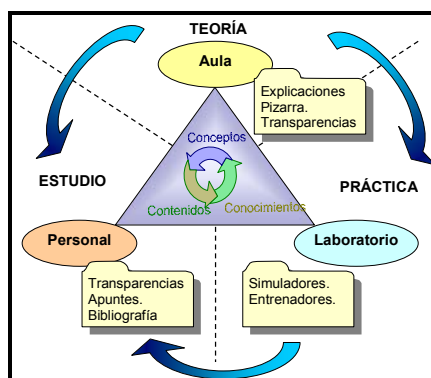 TEORÍA
Aula
Explicaciones
Pizarra.
Transparencias
Conceptos
Contenidos
Conocimientos
ESTUDIO
PRÁCTICA
Personal
Laboratorio
Transparencias
Apuntes.
Bibliografía
Simuladores.
Entrenadores.